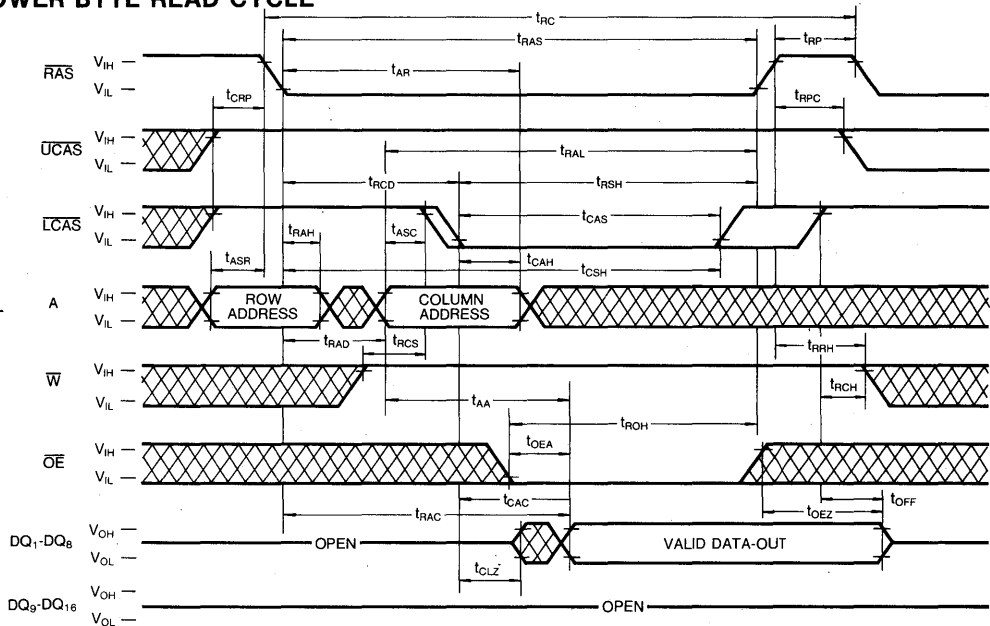 LOWER BYTE READ CYCLE
tRC
tRAS
tRP
tAR
RAS
VIH
VIL
tCRP
tRPC
UCAS
VIH
VIL
tRAL
tRCD
tRSH
LCAS
VIH
VIL
tCAS
tRAH
tASC
tASR
tCAH
tCSH
A
VIH
VIL
ROW
ADDRESS
COLUMN
ADDRESS
tRAD
tRCS
tRRH
W
VIH
VIL
tRCH
tAA
tROH
tOEA
OE
VIH
VIL
tCAC
tOFF
tRAC
tOEZ
DQ1-DQ8
VOH
VOL
OPEN
VALID DATA-OUT
tCLZ
DQ9-DQ16
VOH
VOL
OPEN